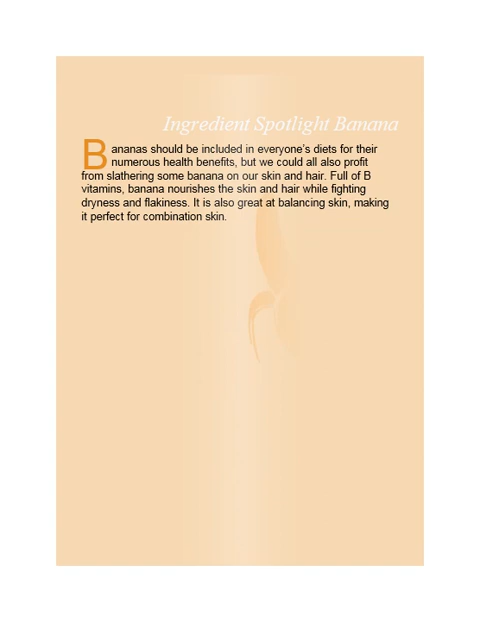 Ingredient Spotlight Banana
Bananas should be included in everyone's diets for their
numerous health benefits, but we could all also profit
from slathering some banana on our skin and hair. Full of B
vitamins, banana nourishes the skin and hair while fighting
dryness and flakiness. It is also great at balancing skin, making
it perfect for combination skin.